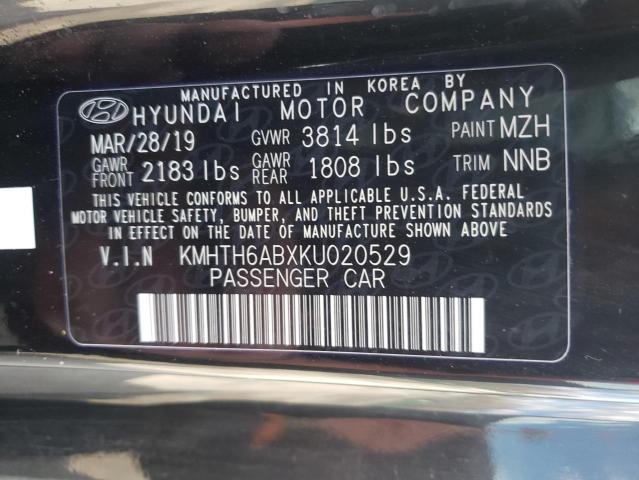 MANUFACTURED IN KOREA BY
HYUNDAI MOTOR COMPANY
MAR/28/19 GVWR 3814 lbs PAINT MZH
GAWR FRONT 2183 lbs GAWR REAR 1808 lbs TRIM NNB
THIS VEHICLE CONFORMS TO ALL APPLICABLE U.S.A. FEDERAL
MOTOR VEHICLE SAFETY, BUMPER, AND THEFT PREVENTION
STANDARDS IN EFFECT ON THE DATE OF MANUFACTURE SHOWN ABOVE
V.I.N KMHTH6ABXKU020529
PASSENGER CAR